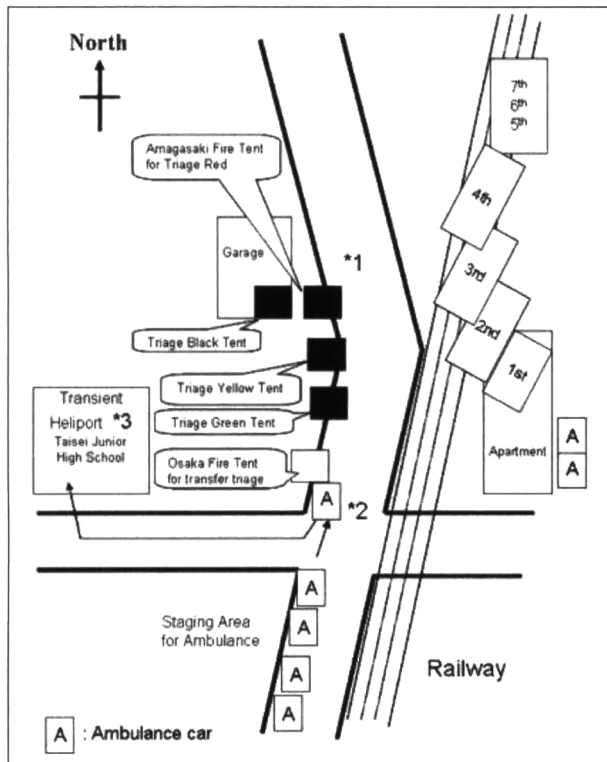 North
Amagasaki Fire Tent
for Triage Red
7th
6th
5th
4th
3rd
2nd
1st
Garage
*1
Triage Black Tent
Triage Yellow Tent
Triage Green Tent
Transient
Heliport *3
Taisei Junior
High School
Osaka Fire Tent
for transfer triage
Apartment
A
A
A
*2
A
A
A
A
Staging Area
for Ambulance
Railway
A : Ambulance car